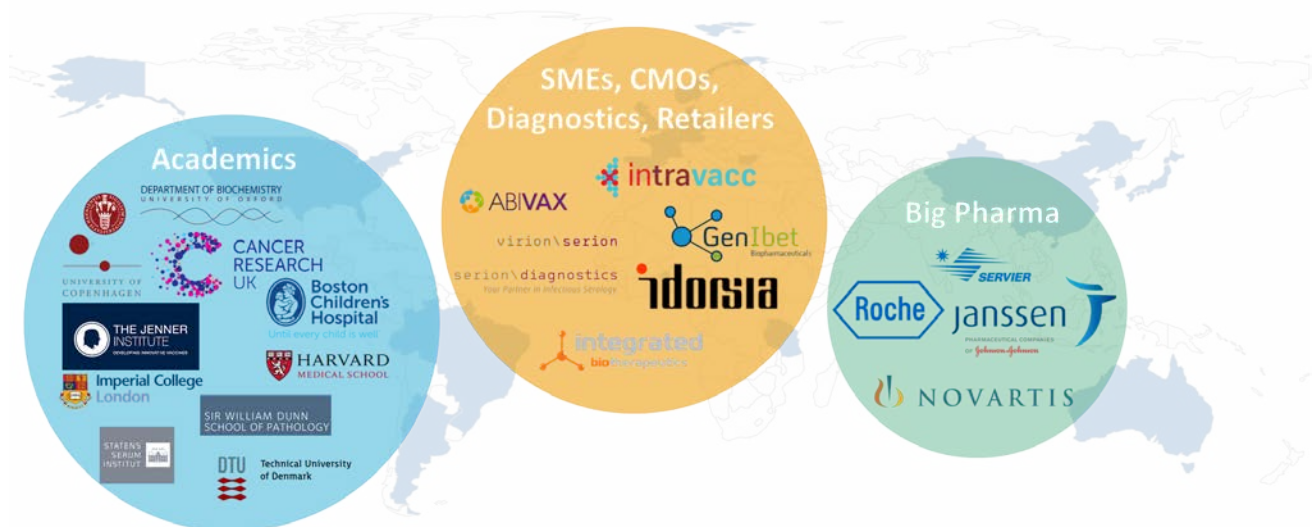 Academics
DEPARTMENT OF BIOCHEMISTRY
UNIVERSITY OF OXFORD
UNIVERSITY OF
COPENHAGEN
CANCER
RESEARCH
UK
Boston
Children's
Hospital
Until every child is well
THE JENNER
INSTITUTE
DEVELOPING INNOVATIVE VACCINES
HARVARD
MEDICAL SCHOOL
Imperial College
London
SIR WILLIAM DUNN
SCHOOL OF PATHOLOGY
STATENS
SERUM
INSTITUT
DTU
Technical University
of Denmark
SMEs, CMOs,
Diagnostics, Retailers
intravacc
ABIVAX
virion\serion
GenIbet
Biopharmaceuticals
serion\diagnostics
Your Partner in Infectious Serology
idorsia
integrated
biotherapeutics
Big Pharma
SERVIER
Roche
janssen
PHARMACEUTICAL COMPANIES
OF Johnson & Johnson
NOVARTIS